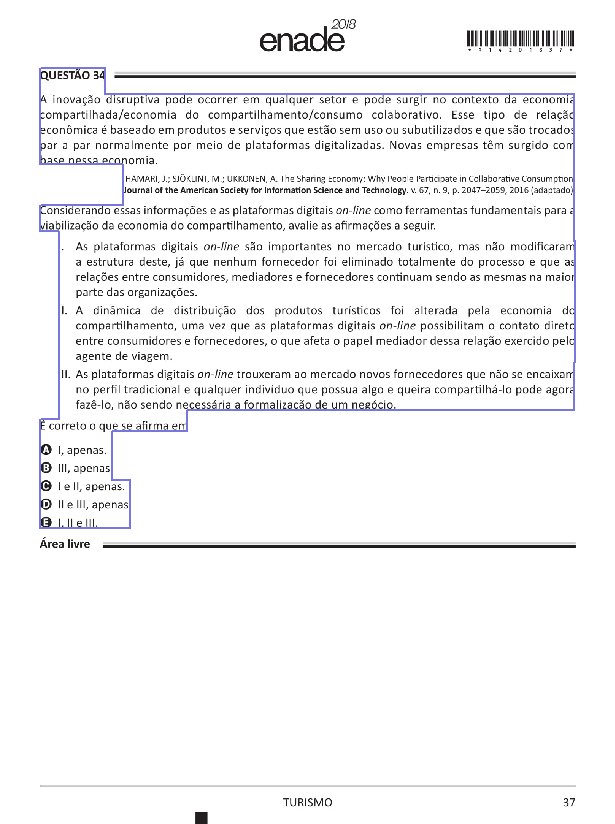 enade 2018
*R1420183 7*
QUESTÃO 34
A inovação disruptiva pode ocorrer em qualquer setor e pode surgir no contexto da economia
compartilhada/economia do compartilhamento/consumo colaborativo. Esse tipo de relação
econômica é baseado em produtos e serviços que estão sem uso ou subutilizados e que são trocados
par a par normalmente por meio de plataformas digitalizadas. Novas empresas têm surgido com
base nessa economia.
HAMARI, J.; SJÖKLINT, M.; UKKONEN, A. The Sharing Economy: Why People Participate in Collaborative Consumption
Journal of the American Society for Information Science and Technology. v. 67, n. 9, p. 2047–2059, 2016 (adaptado)
Considerando essas informações e as plataformas digitais on-line como ferramentas fundamentais para a
viabilização da economia do compartilhamento, avalie as afirmações a seguir.
. As plataformas digitais on-line são importantes no mercado turístico, mas não modificaram
a estrutura deste, já que nenhum fornecedor foi eliminado totalmente do processo e que as
relações entre consumidores, mediadores e fornecedores continuam sendo as mesmas na maior
parte das organizações.
I. A dinâmica de distribuição dos produtos turísticos foi alterada pela economia do
compartilhamento, uma vez que as plataformas digitais on-line possibilitam o contato direto
entre consumidores e fornecedores, o que afeta o papel mediador dessa relação exercido pelo
agente de viagem.
II. As plataformas digitais on-line trouxeram ao mercado novos fornecedores que não se encaixam
no perfil tradicional e qualquer indivíduo que possua algo e queira compartilhá-lo pode agora
fazê-lo, não sendo necessária a formalização de um negócio.
É correto o que se afirma em
A I, apenas.
B III, apenas
C I e II, apenas.
D II e III, apenas
E I, II e III.
Área livre
TURISMO 37